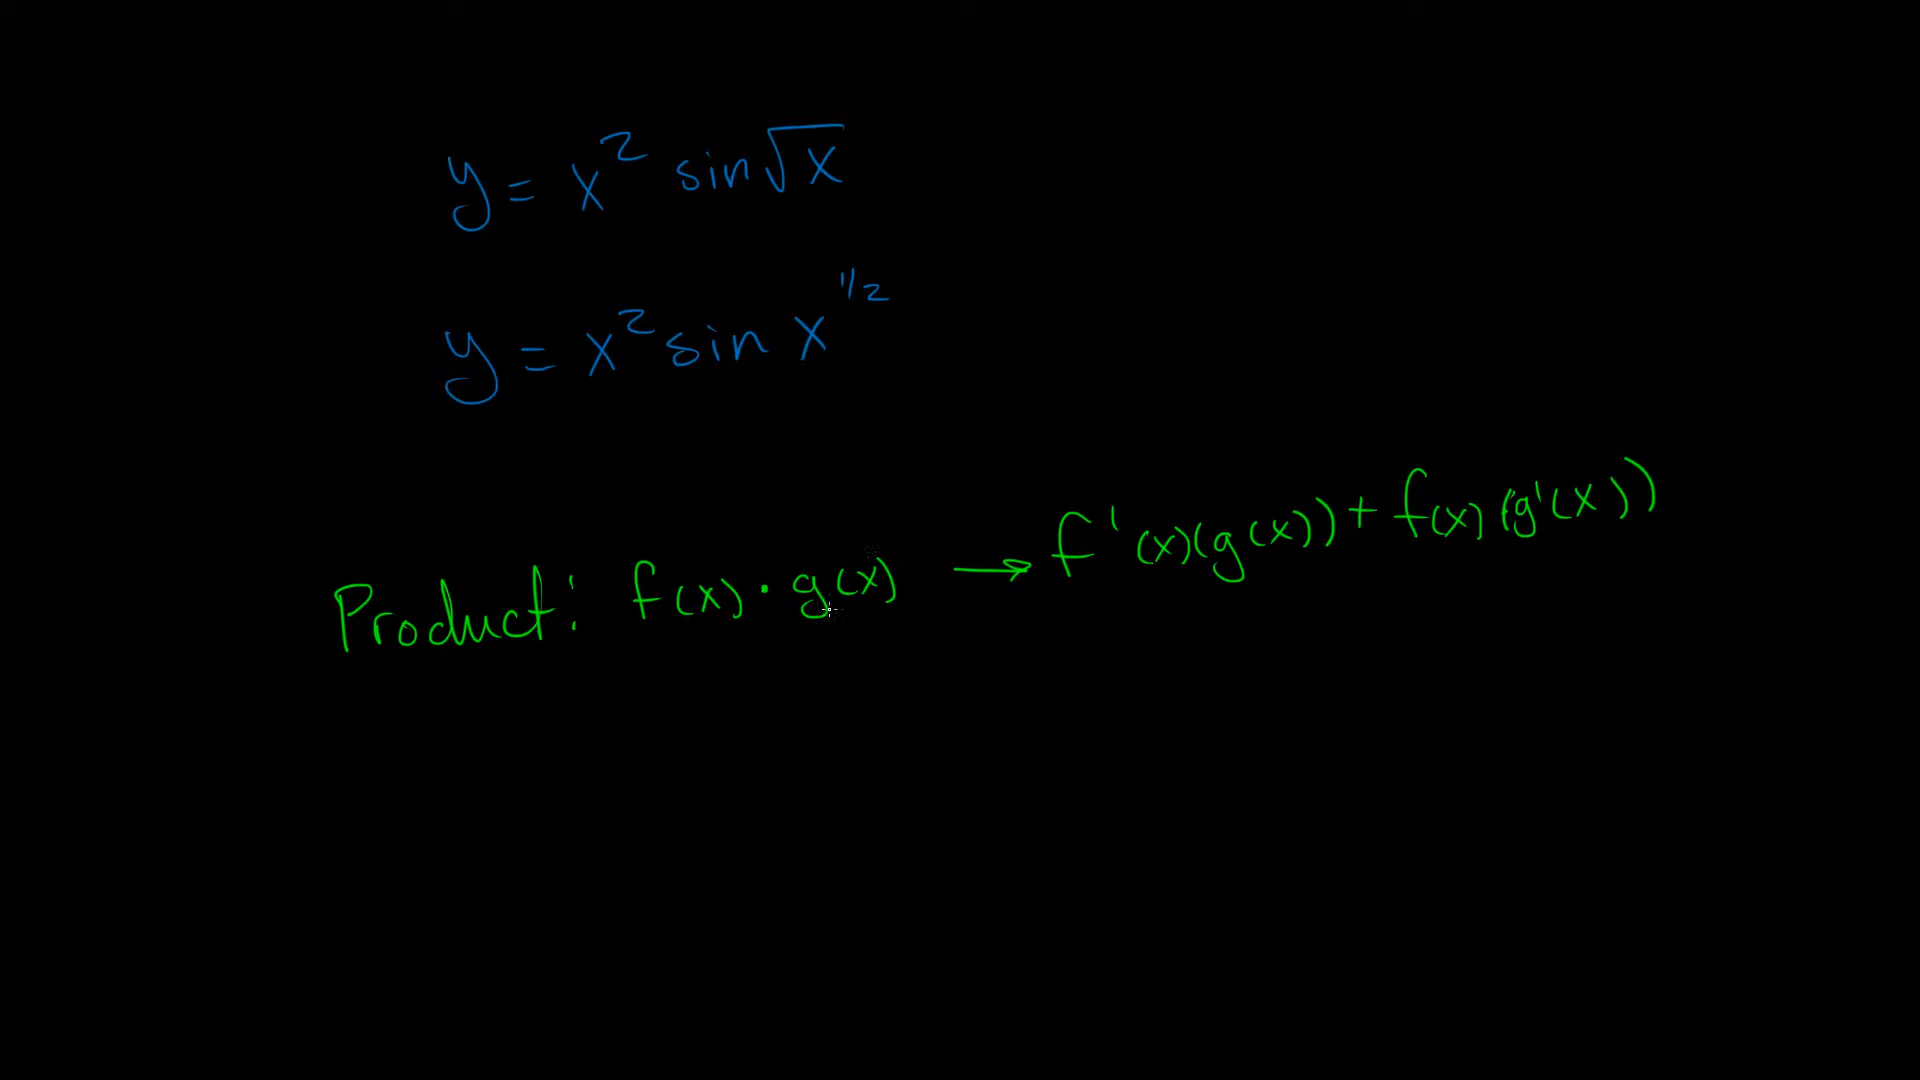 y = x² sin√x
y = x² sin x^1/2
Product: f(x) · g(x) → f'(x)(g(x)) + f(x)(g'(x))